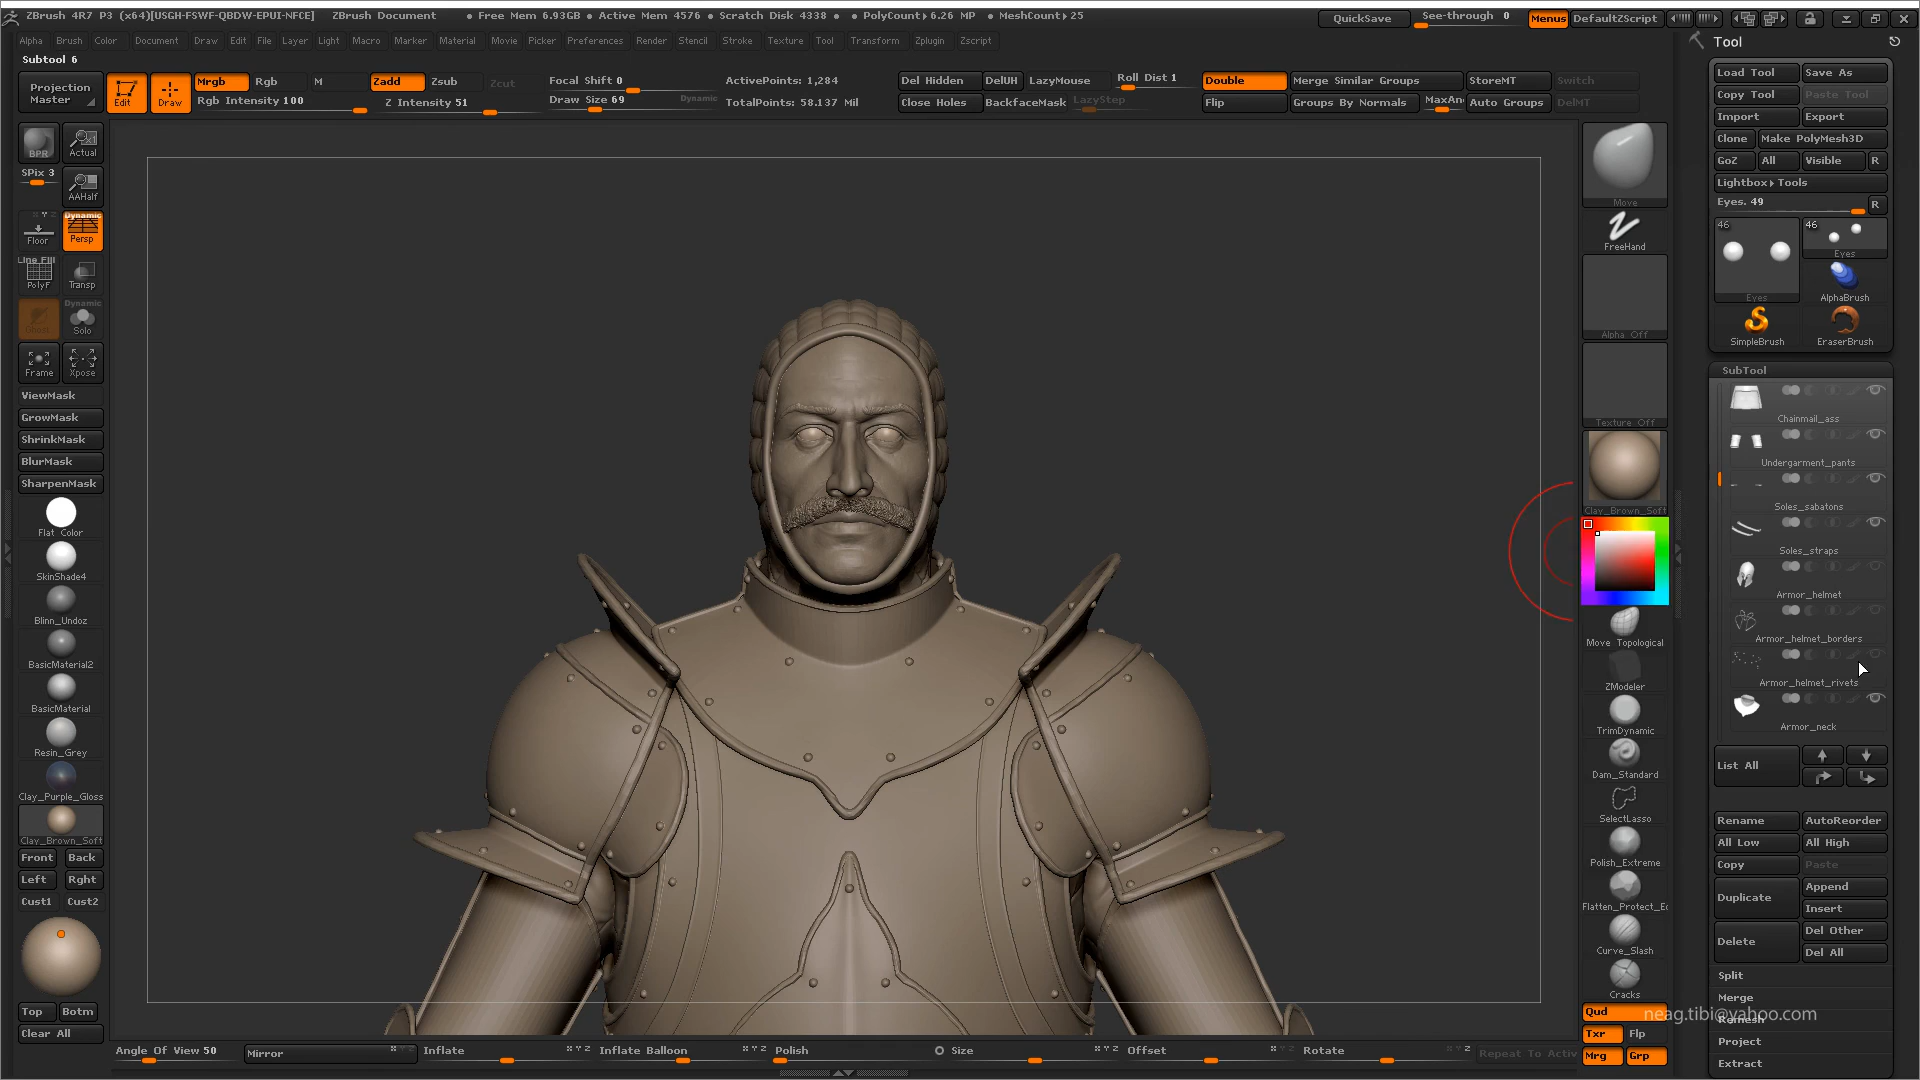 ZBrush 4R7 P3 (x64)[USGH-FSWF-QBDW-EPUI-NFCE] ZBrush Document • Free Mem 6.93GB • Active Mem 4576 • Scratch Disk 4338 • • PolyCount▸6.26 MP • MeshCount▸25 QuickSave See-through 0 Menus DefaultZScript
Alpha Brush Color Document Draw Edit File Layer Light Macro Marker Material Movie Picker Preferences Render Stencil Stroke Texture Tool Transform Zplugin Zscript
Tool
Subtool 6
Projection Master
Edit
Draw
Mrgb Rgb M Zadd Zsub Zcut
Rgb Intensity 100
Z Intensity 51
Focal Shift 0
Draw Size 69 Dynamic
ActivePoints: 1,284
TotalPoints: 58.137 Mil
Del Hidden DelUH LazyMouse Roll Dist 1
Close Holes BackfaceMask LazyStep
Double Merge Similar Groups StoreMT Switch
Flip Groups By Normals MaxAn Auto Groups DelMT
Load Tool Save As
Copy Tool Paste Tool
Import Export
Clone Make PolyMesh3D
GoZ All Visible R
Lightbox▸Tools
Eyes. 49 R
46
46
Eyes
Eyes
AlphaBrush
SimpleBrush
EraserBrush
SubTool
Chainmail_ass
Undergarment_pants
Soles_sabatons
Soles_straps
Armor_helmet
Armor_helmet_borders
Armor_helmet_rivets
Armor_neck
List All
Rename AutoReorder
All Low All High
Copy Paste
Duplicate Append
Insert
Delete Del Other
Del All
Split
Merge
Remesh
neag.tibi@yahoo.com
Project
Extract
BPR
Actual
SPix 3
AAHalf
Floor
Dynamic
Persp
Line Fill
PolyF
Transp
Ghost
Dynamic
Solo
Frame
Xpose
ViewMask
GrowMask
ShrinkMask
BlurMask
SharpenMask
Flat Color
SkinShade4
Blinn_Undoz
BasicMaterial2
BasicMaterial
Resin_Grey
Clay_Purple_Gloss
Clay_Brown_Soft
Front Back
Left Rght
Cust1 Cust2
Top Botm
Clear All
Move
FreeHand
Alpha Off
Texture Off
Clay_Brown_Soft
Move Topological
ZModeler
TrimDynamic
Dam_Standard
SelectLasso
Polish_Extreme
Flatten_Protect_Ed
Curve_Slash
Cracks
Qud
Txr Flp
Mrg Grp
Angle Of View 50 Mirror Inflate Inflate Balloon Polish Size Offset Rotate Repeat To Activ